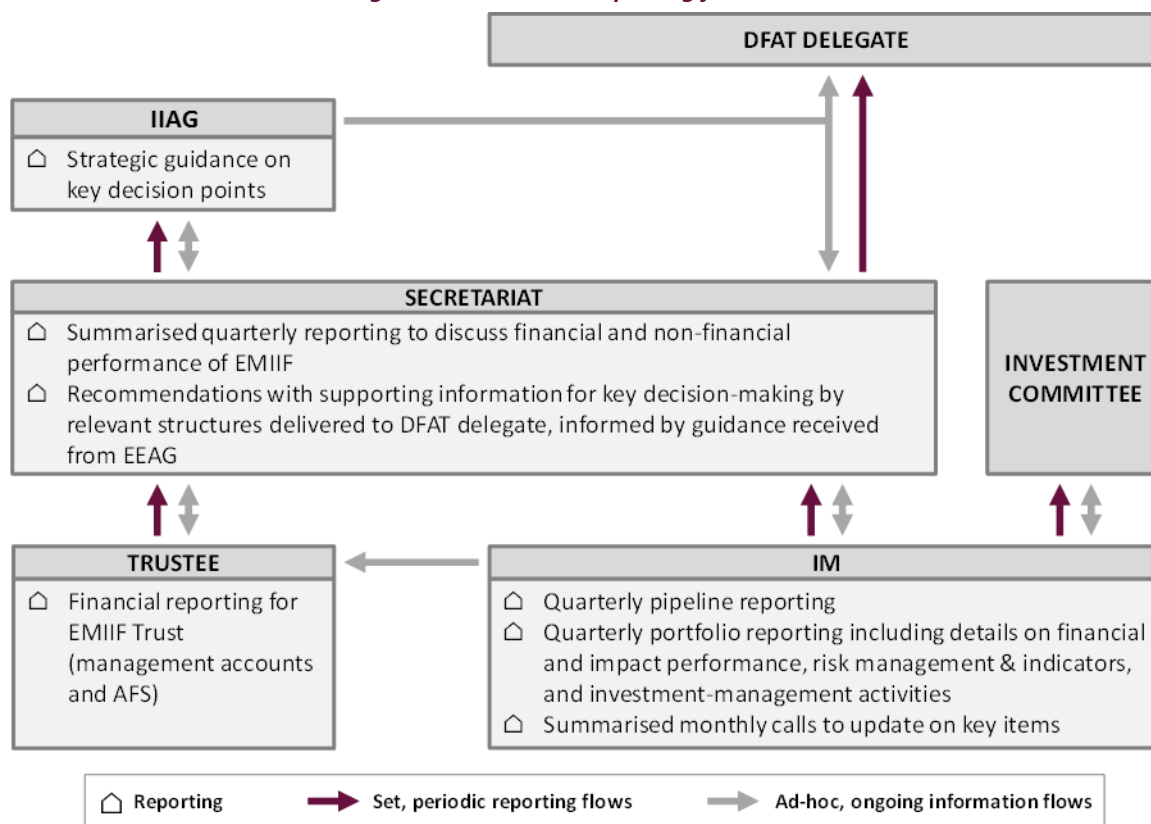 DFAT DELEGATE
IIAG
Strategic guidance on
key decision points
SECRETARIAT
Summarised quarterly reporting to discuss financial and non-financial
performance of EMIIF
Recommendations with supporting information for key decision-making by
relevant structures delivered to DFAT delegate, informed by guidance received
from EEAG
INVESTMENT
COMMITTEE
TRUSTEE
Financial reporting for
EMIIF Trust
(management accounts
and AFS)
IM
Quarterly pipeline reporting
Quarterly portfolio reporting including details on financial
and impact performance, risk management & indicators,
and investment-management activities
Summarised monthly calls to update on key items
Reporting
Set, periodic reporting flows
Ad-hoc, ongoing information flows